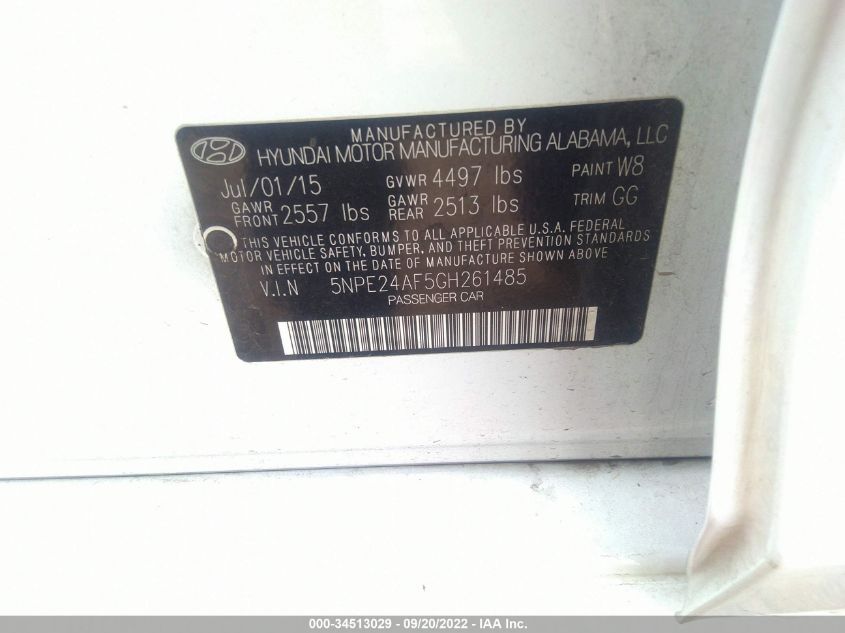 MANUFACTURED BY
HYUNDAI MOTOR MANUFACTURING ALABAMA, LLC
Jul/01/15 GVWR 4497 lbs PAINT W8
GAWR FRONT 2557 lbs GAWR REAR 2513 lbs TRIM GG
THIS VEHICLE CONFORMS TO ALL APPLICABLE U.S.A. FEDERAL
MOTOR VEHICLE SAFETY, BUMPER, AND THEFT PREVENTION STANDARDS
IN EFFECT ON THE DATE OF MANUFACTURE SHOWN ABOVE
V.I.N 5NPE24AF5GH261485
PASSENGER CAR
000-34513029 - 09/20/2022 - IAA Inc.